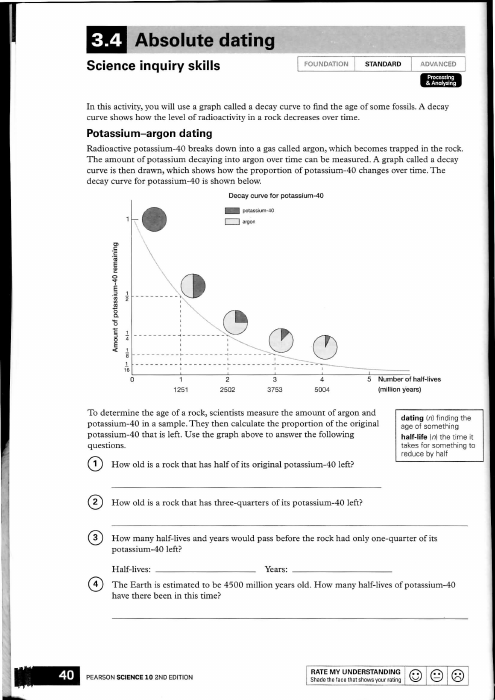 3.4 Absolute dating
Science inquiry skills
FOUNDATION STANDARD ADVANCED
Processing
& Analysing
In this activity, you will use a graph called a decay curve to find the age of some fossils. A decay
curve shows how the level of radioactivity in a rock decreases over time.
Potassium–argon dating
Radioactive potassium-40 breaks down into a gas called argon, which becomes trapped in the rock.
The amount of potassium decaying into argon over time can be measured. A graph called a decay
curve is then drawn, which shows how the proportion of potassium-40 changes over time. The
decay curve for potassium-40 is shown below.
Decay curve for potassium-40
potassium-40
argon
Amount of potassium-40 remaining
1
1/2
1/4
1/8
1/16
0 1 2 3 4 5 Number of half-lives
1251 2502 3753 5004 (million years)
To determine the age of a rock, scientists measure the amount of argon and
potassium-40 in a sample. They then calculate the proportion of the original
potassium-40 that is left. Use the graph above to answer the following
questions.
dating (n) finding the
age of something
half-life (n) the time it
takes for something to
reduce by half
1 How old is a rock that has half of its original potassium-40 left?
2 How old is a rock that has three-quarters of its potassium-40 left?
3 How many half-lives and years would pass before the rock had only one-quarter of its
potassium-40 left?
Half-lives: Years:
4 The Earth is estimated to be 4500 million years old. How many half-lives of potassium-40
have there been in this time?
40 PEARSON SCIENCE 10 2ND EDITION
RATE MY UNDERSTANDING
Shade the face that shows your rating